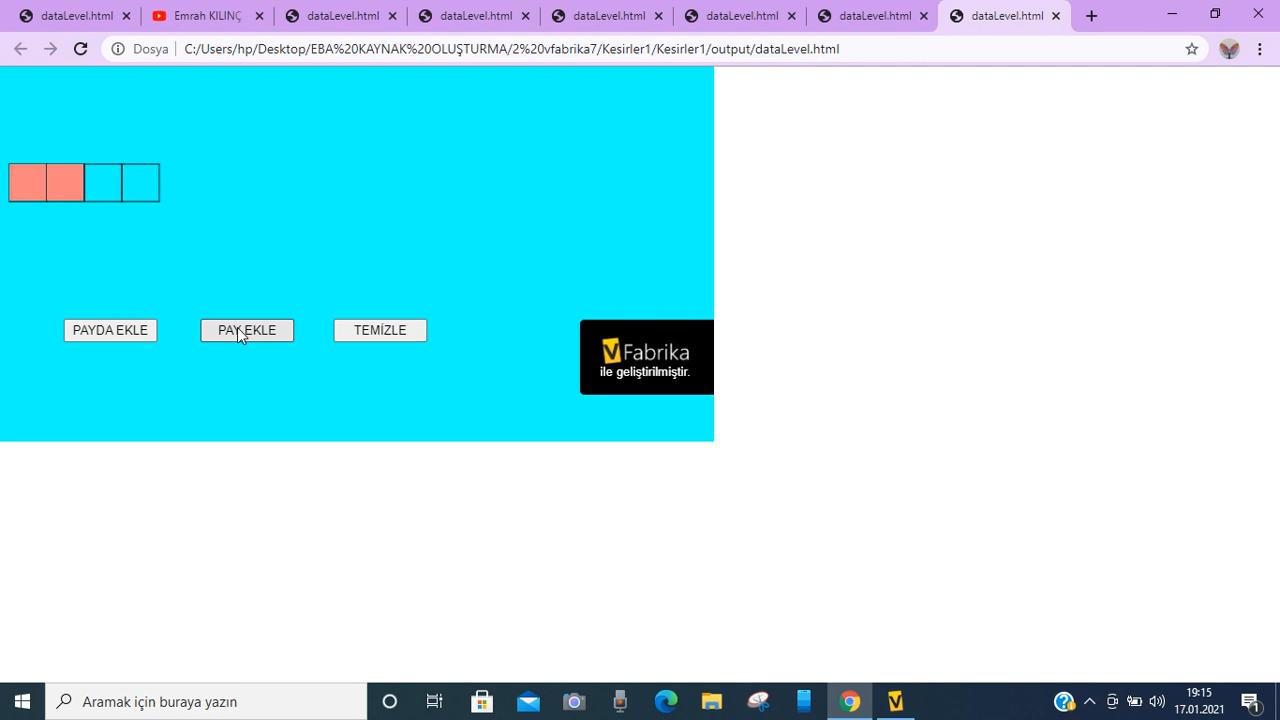 dataLevel.html
Emrah KILINÇ
dataLevel.html
dataLevel.html
dataLevel.html
dataLevel.html
dataLevel.html
dataLevel.html
Dosya
C:/Users/hp/Desktop/EBA%20KAYNAK%20OLUŞTURMA/2%20vfabrika7/Kesirler1/Kesirler1/output/dataLevel.html
PAYDA EKLE
PAY EKLE
TEMİZLE
VFabrika
ile geliştirilmiştir.
Aramak için buraya yazın
19:15
17.01.2021
1